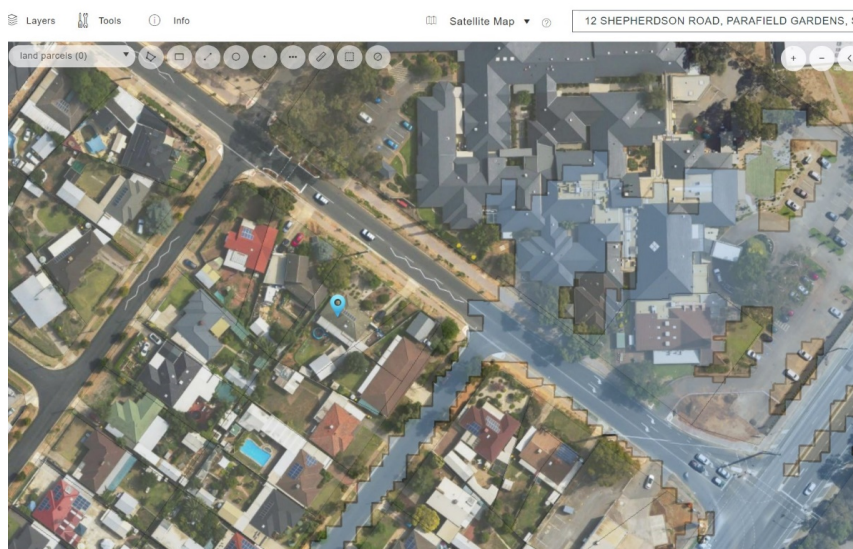 Layers Tools Info Satellite Map 12 SHEPHERDSON ROAD, PARAFIELD GARDENS, S
land parcels (0)